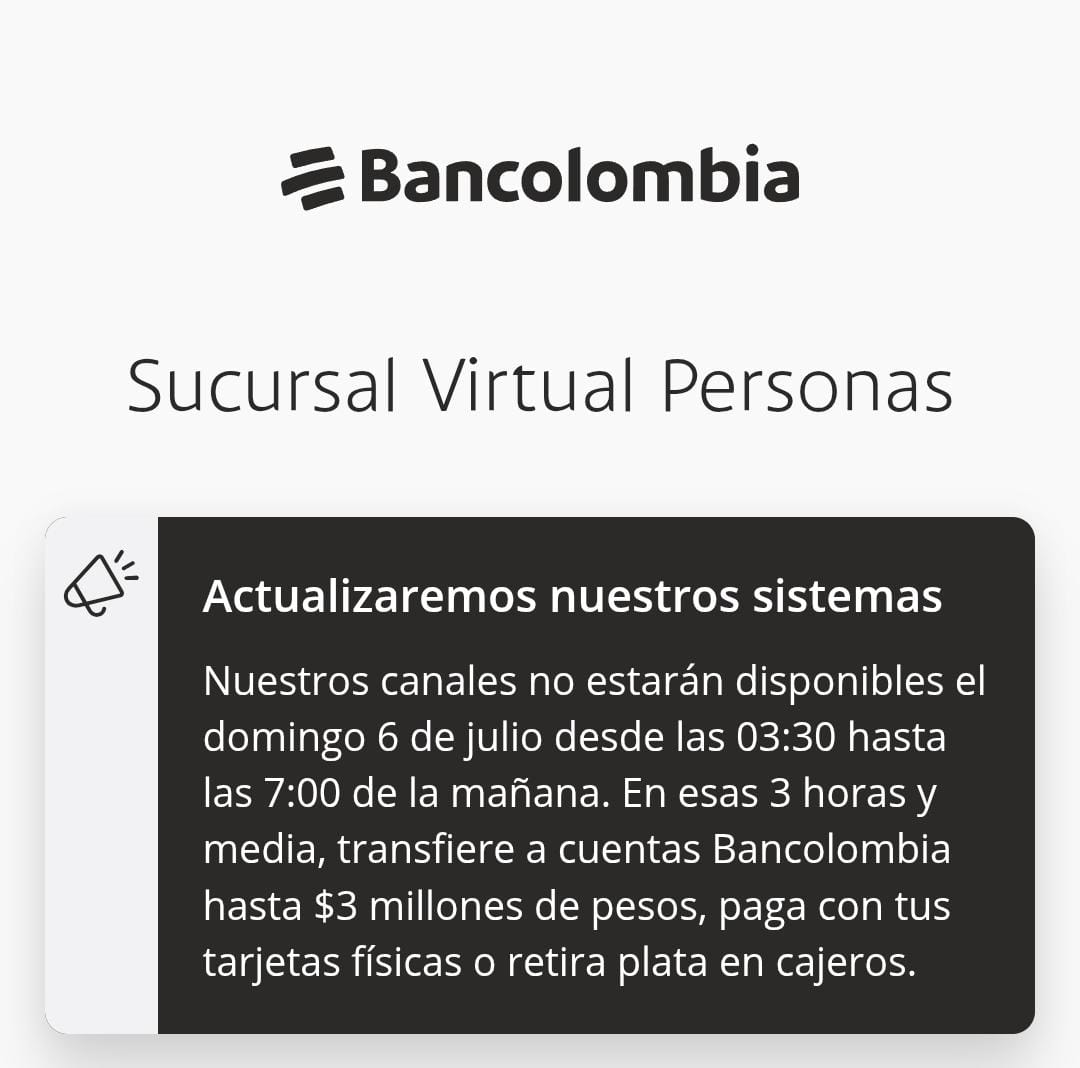 Bancolombia
Sucursal Virtual Personas
Actualizaremos nuestros sistemas
Nuestros canales no estarán disponibles el
domingo 6 de julio desde las 03:30 hasta
las 7:00 de la mañana. En esas 3 horas y
media, transfiere a cuentas Bancolombia
hasta $3 millones de pesos, paga con tus
tarjetas físicas o retira plata en cajeros.